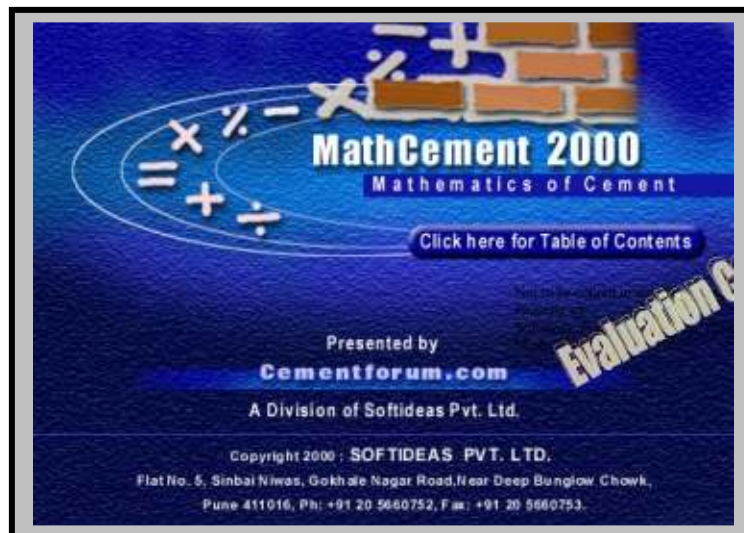 MathCement 2000
Mathematics of Cement
Click here for Table of Contents
Evaluation
Presented by
Cementforum.com
A Division of Softideas Pvt. Ltd.
Copyright 2000 : SOFTIDEAS PVT. LTD.
Flat No. 5, Sinbai Niwas, Gokhale Nagar Road,Near Deep Bunglow Chowk,
Pune 411016, Ph: +91 20 5660752, Fax: +91 20 5660753.